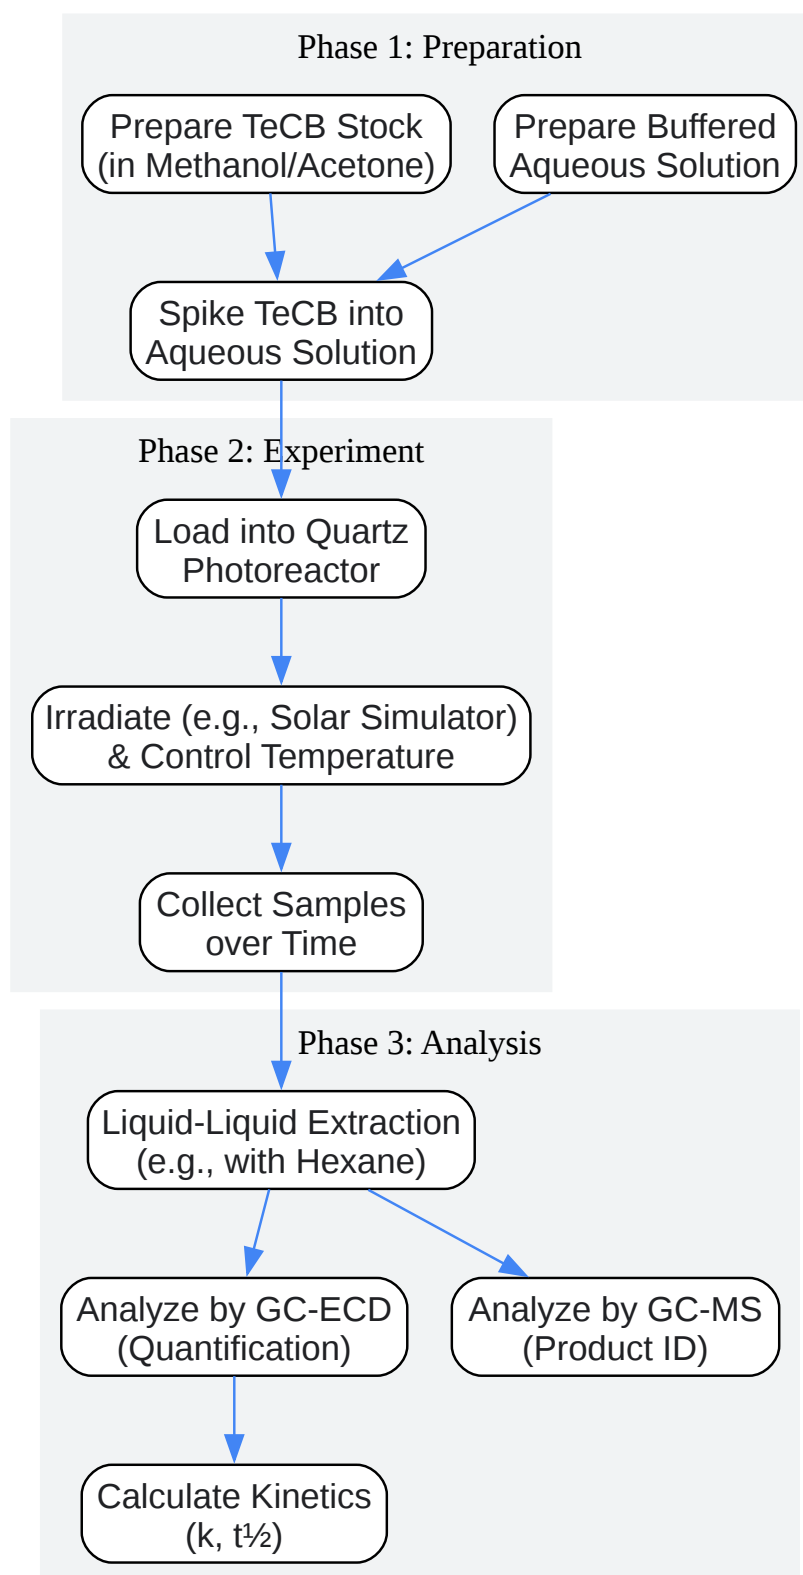 Phase 1: Preparation
Prepare TeCB Stock
(in Methanol/Acetone)
Prepare Buffered
Aqueous Solution
Spike TeCB into
Aqueous Solution
Phase 2: Experiment
Load into Quartz
Photoreactor
Irradiate (e.g., Solar Simulator)
& Control Temperature
Collect Samples
over Time
Phase 3: Analysis
Liquid-Liquid Extraction
(e.g., with Hexane)
Analyze by GC-ECD
(Quantification)
Analyze by GC-MS
(Product ID)
Calculate Kinetics
(k, t½)